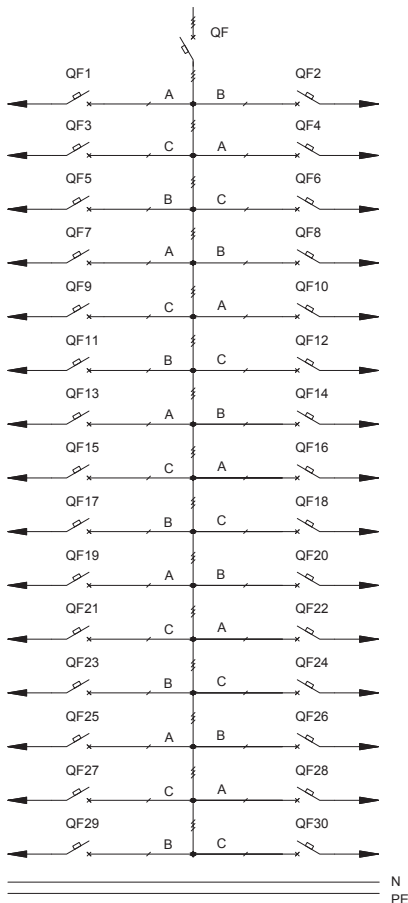 QF
QF1 QF2
A B
QF3 QF4
C A
QF5 QF6
B C
QF7 QF8
A B
QF9 QF10
C A
QF11 QF12
B C
QF13 QF14
A B
QF15 QF16
C A
QF17 QF18
B C
QF19 QF20
A B
QF21 QF22
C A
QF23 QF24
B C
QF25 QF26
A B
QF27 QF28
C A
QF29 QF30
B C
N
PE